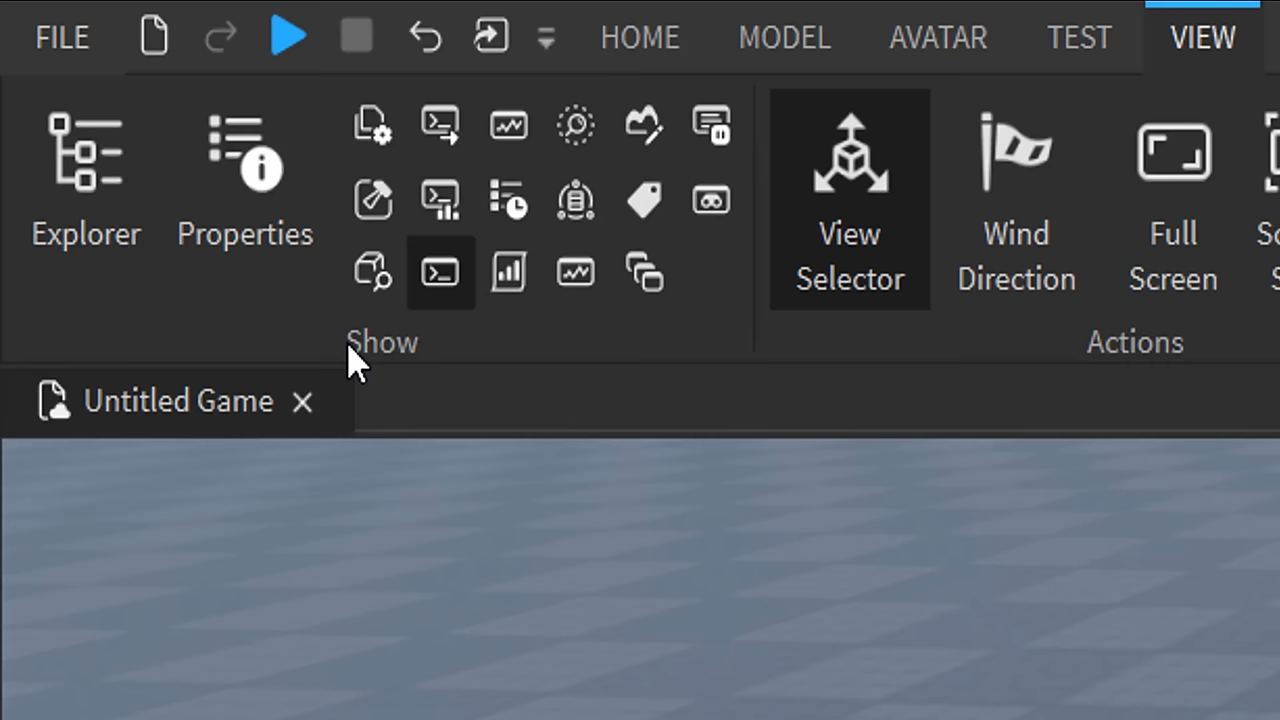 FILE
HOME
MODEL
AVATAR
TEST
VIEW
Explorer
Properties
Show
View
Selector
Wind
Direction
Full
Screen
Actions
Untitled Game